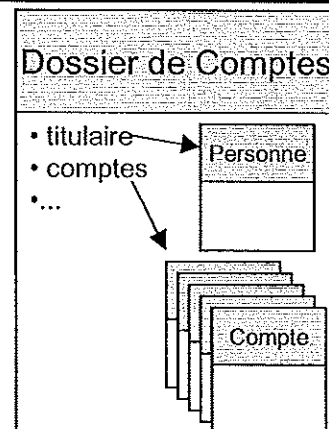 Dossier de Comptes
• titulaire
Personne
• comptes
•...
Compte